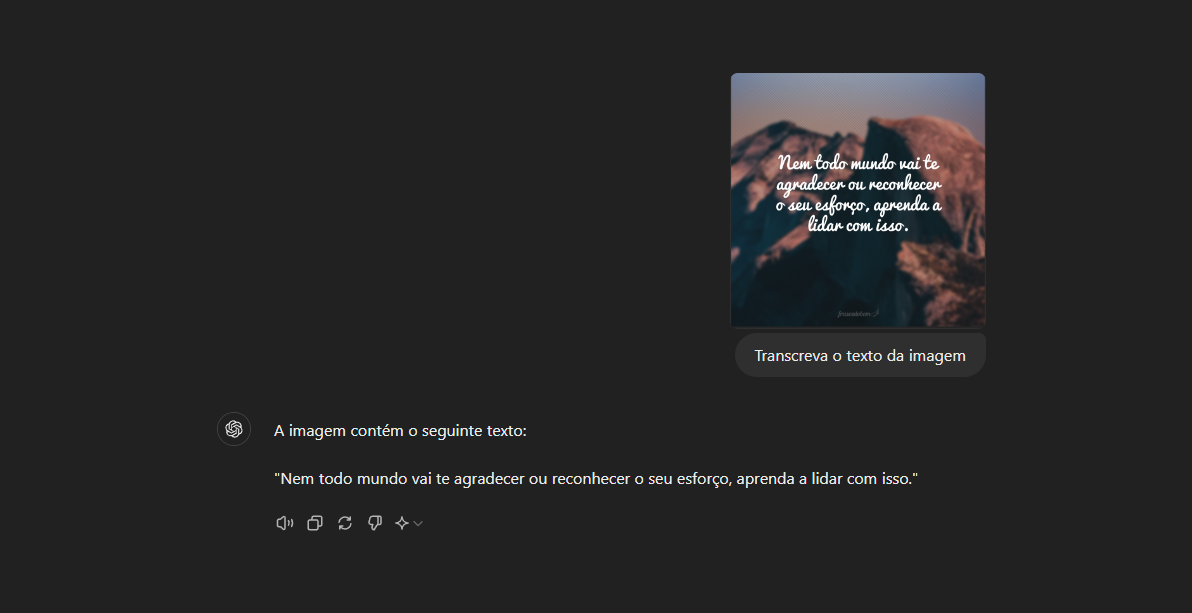 Nem todo mundo vai te
agradecer ou reconhecer
o seu esforço, aprenda a
lidar com isso.
Transcreva o texto da imagem
A imagem contém o seguinte texto:
"Nem todo mundo vai te agradecer ou reconhecer o seu esforço, aprenda a lidar com isso."